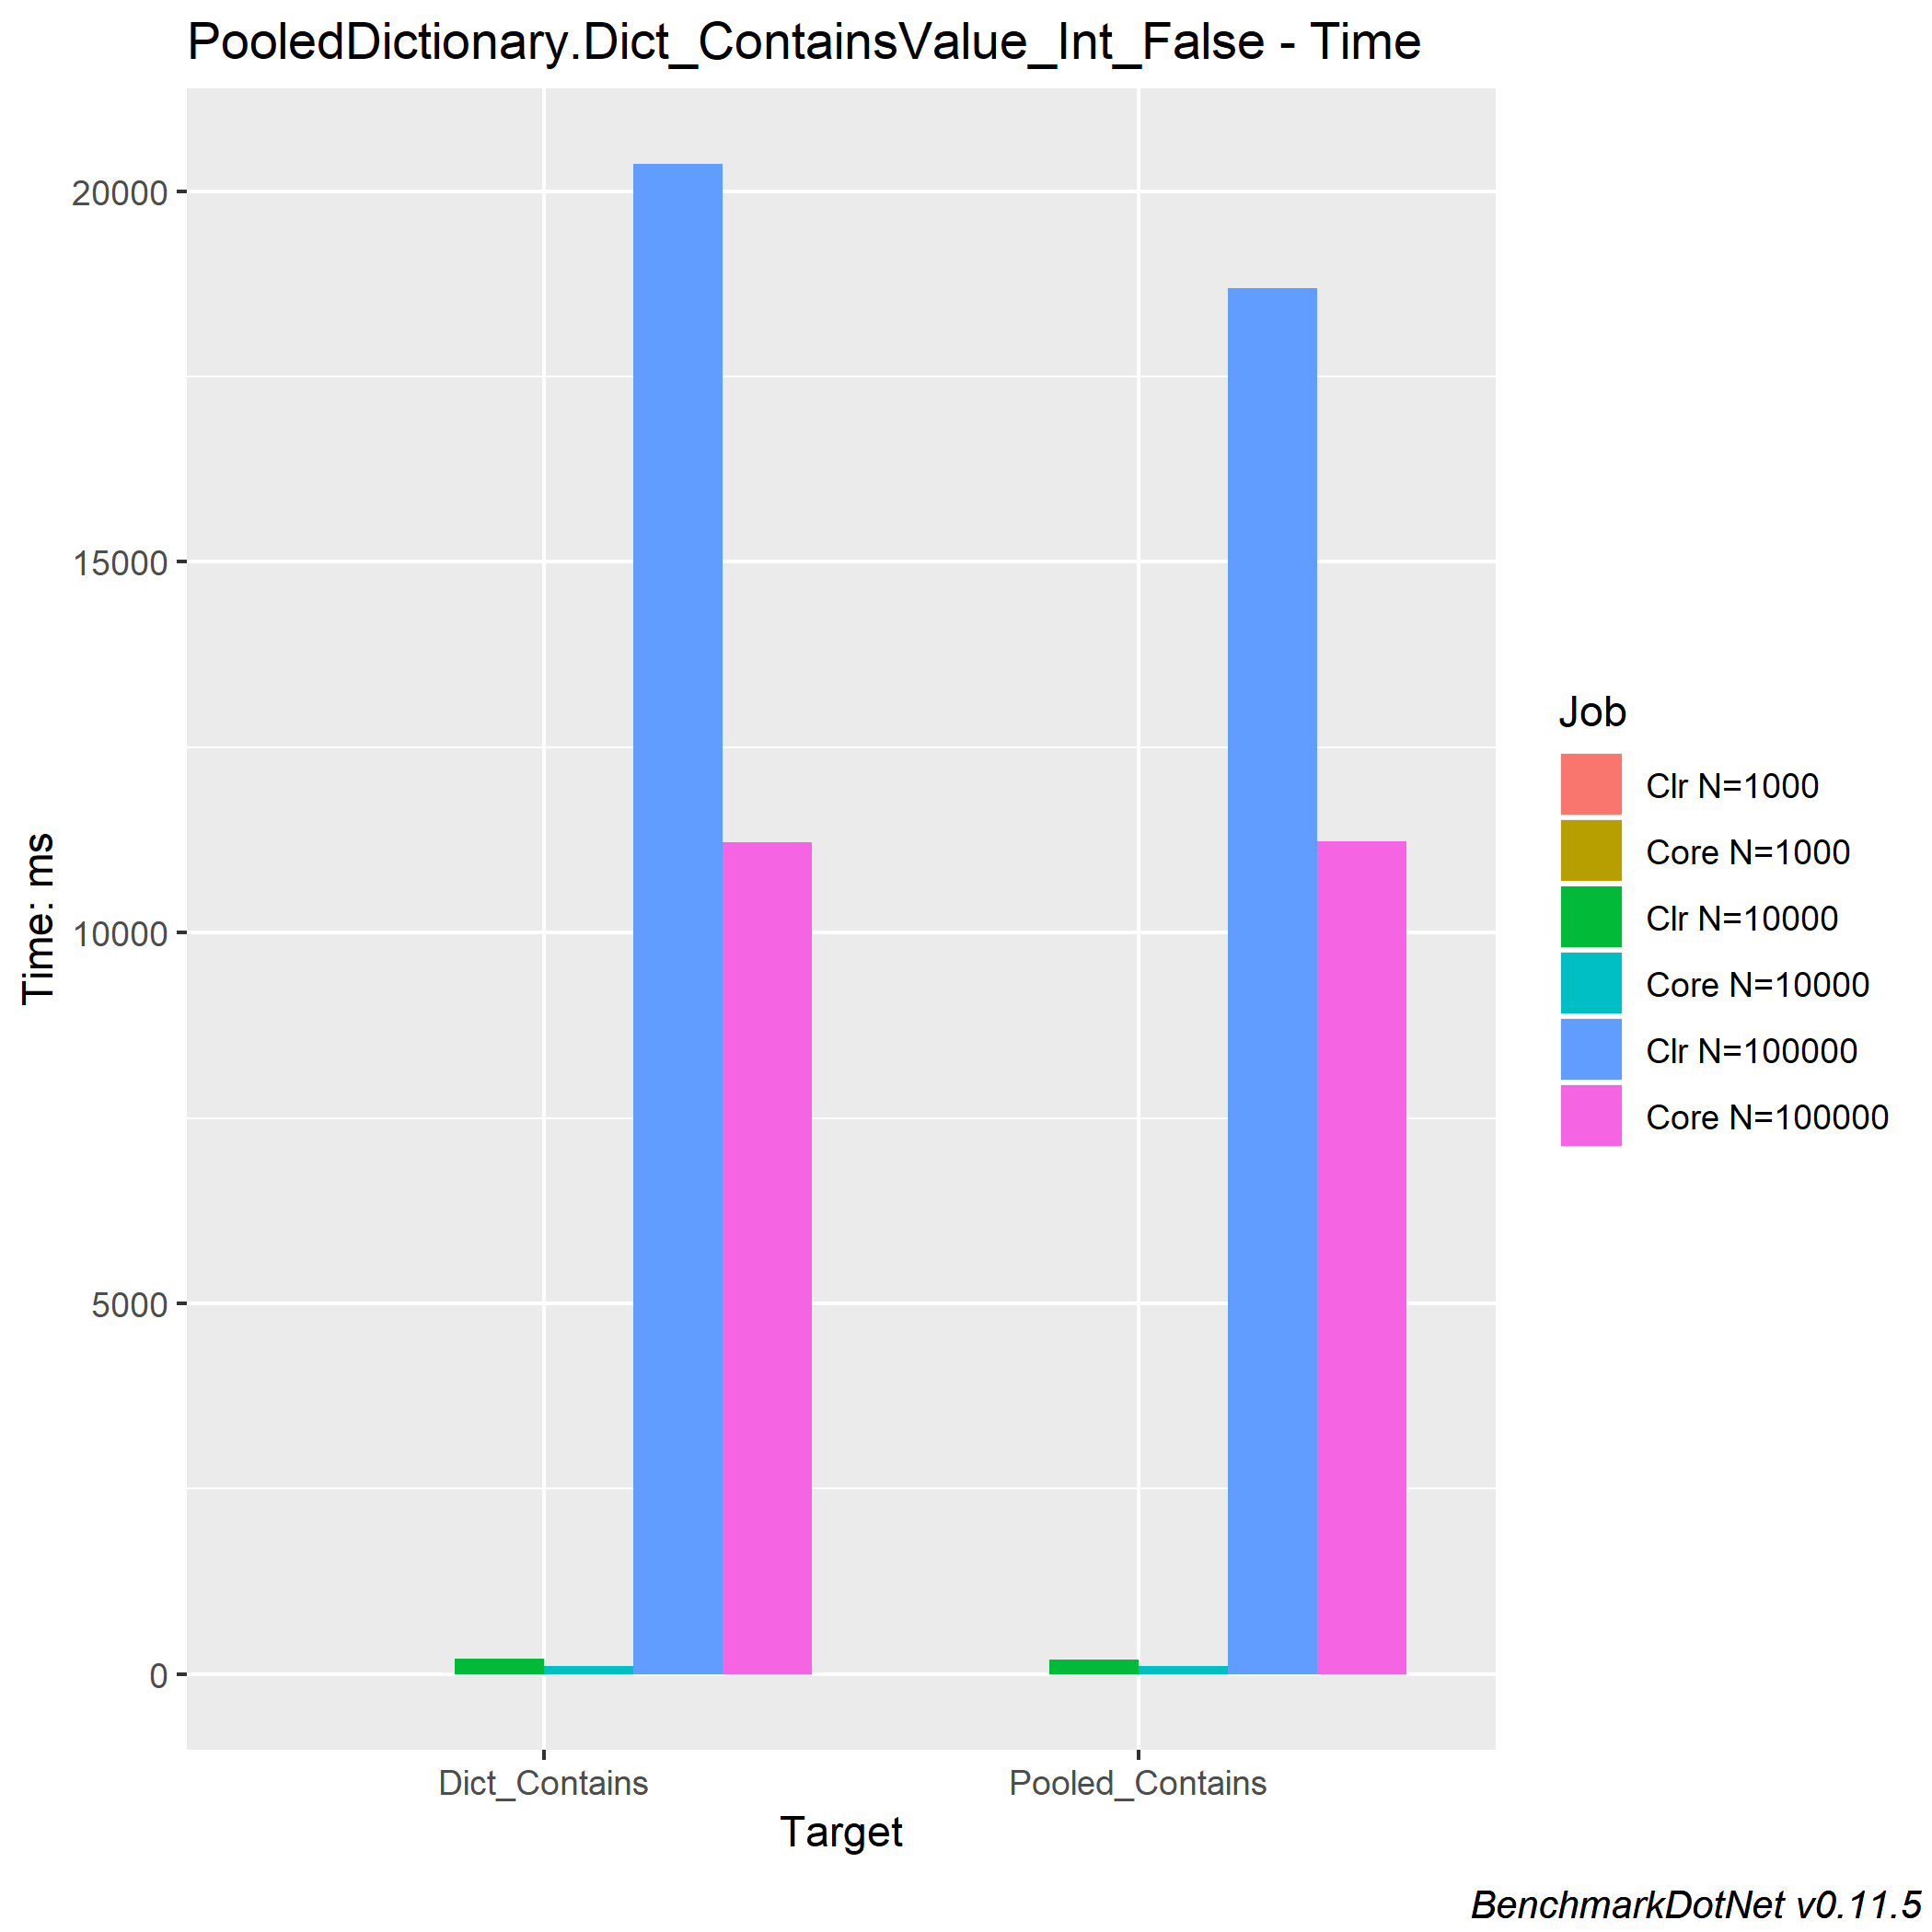 PooledDictionary.Dict_ContainsValue_Int_False - Time
Time: ms
20000
15000
10000
5000
0
Dict_Contains
Pooled_Contains
Target
Job
Clr N=1000
Core N=1000
Clr N=10000
Core N=10000
Clr N=100000
Core N=100000
BenchmarkDotNet v0.11.5